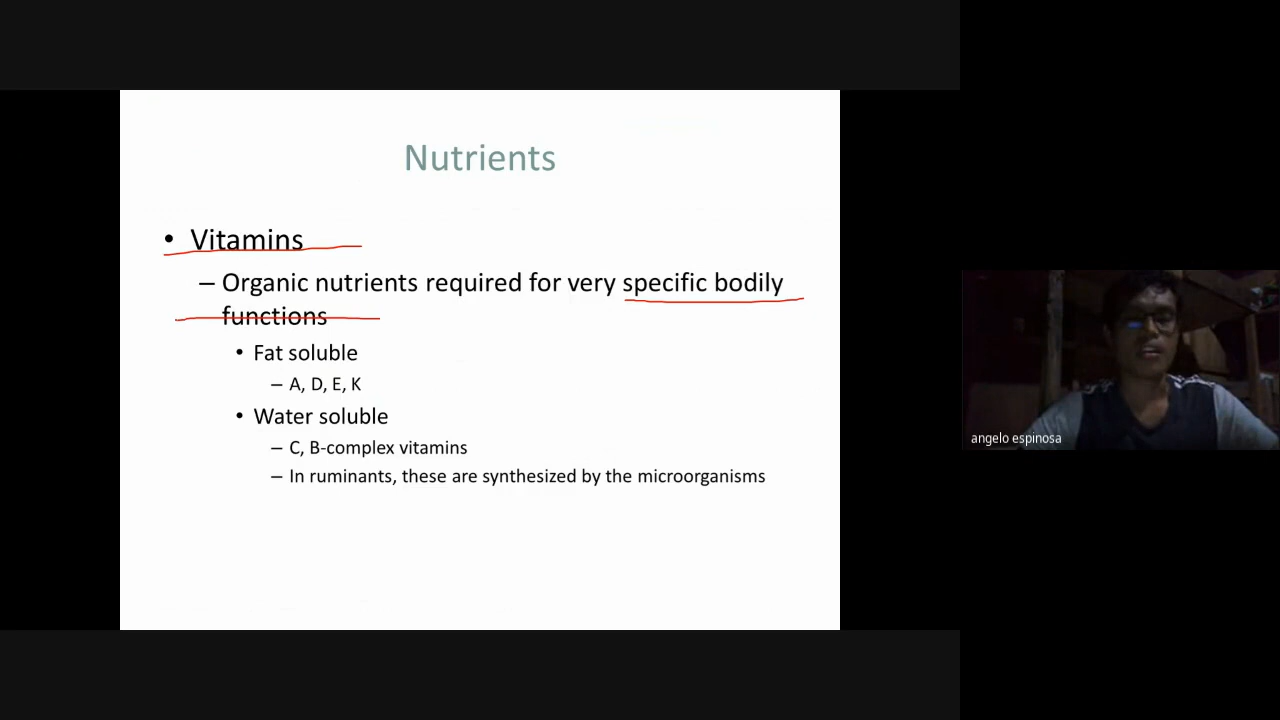 Nutrients
• Vitamins
– Organic nutrients required for very specific bodily
functions
• Fat soluble
– A, D, E, K
• Water soluble
– C, B-complex vitamins
– In ruminants, these are synthesized by the microorganisms
angelo espinosa